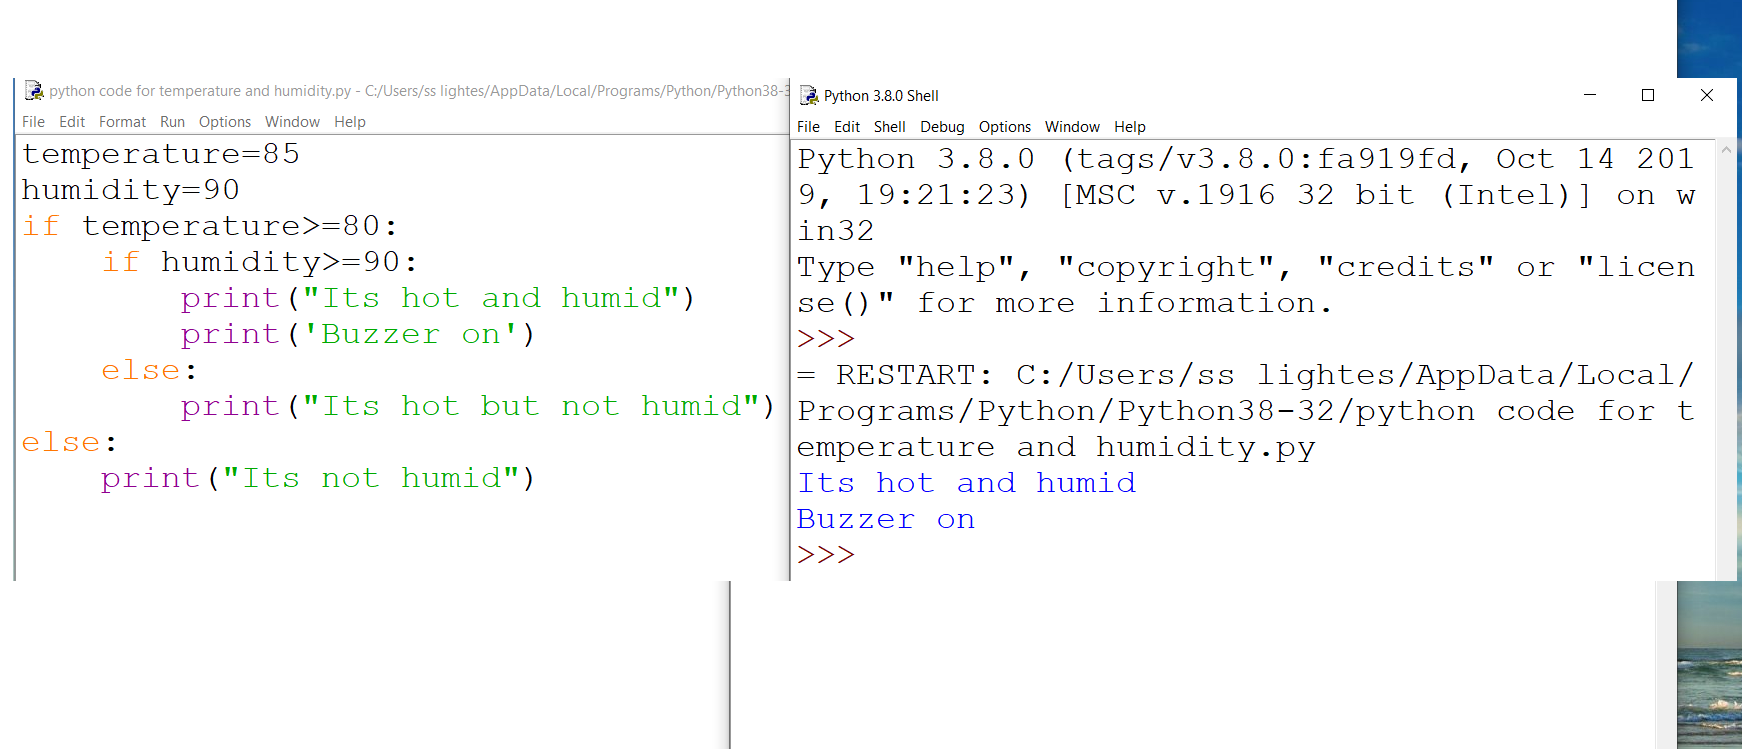 python code for temperature and humidity.py - C:/Users/ss lightes/AppData/Local/Programs/Python/Python38-3
File Edit Format Run Options Window Help
temperature=85
humidity=90
if temperature>=80:
    if humidity>=90:
        print("Its hot and humid")
        print('Buzzer on')
    else:
        print("Its hot but not humid")
else:
    print("Its not humid")
Python 3.8.0 Shell
File Edit Shell Debug Options Window Help
Python 3.8.0 (tags/v3.8.0:fa919fd, Oct 14 201
9, 19:21:23) [MSC v.1916 32 bit (Intel)] on w
in32
Type "help", "copyright", "credits" or "licen
se()" for more information.
>>>
= RESTART: C:/Users/ss lightes/AppData/Local/
Programs/Python/Python38-32/python code for t
emperature and humidity.py
Its hot and humid
Buzzer on
>>>